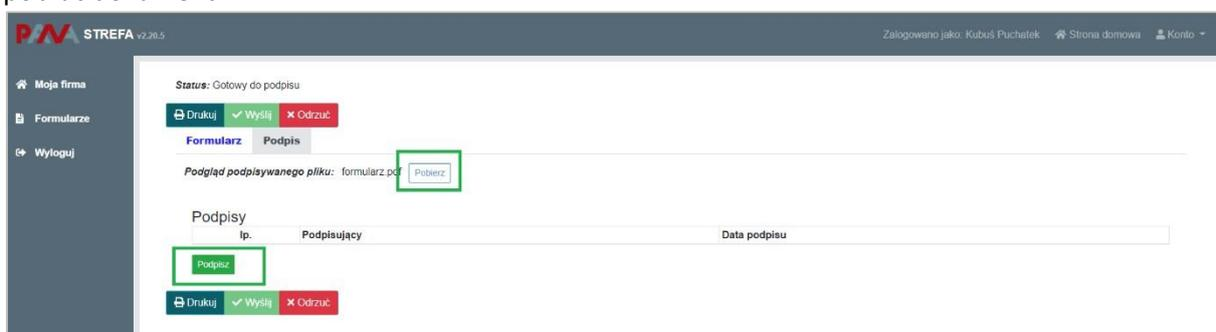 PAIVA STREFA v2.20.5 Zalogowano jako: Kubuś Puchatek Strona domowa Konto
Moja firma
Formularze
Wyloguj
Status: Gotowy do podpisu
Drukuj Wyślij Odrzuć
Formularz Podpis
Podgląd podpisywanego pliku: formularz.pdf Pobierz
Podpisy
lp. Podpisujący Data podpisu
Podpisz
Drukuj Wyślij Odrzuć